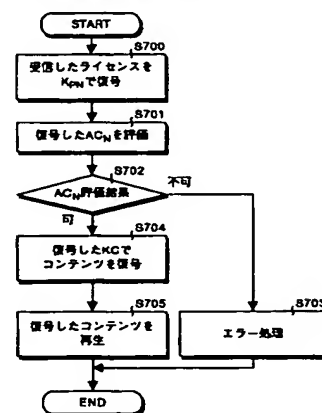 START
S700
受信したライセンスを
KPNで復号
S701
復号したACNを評価
S702
ACN評価結果
不可
可
S704
復号したKCで
コンテンツを復号
S705
復号したコンテンツを
再生
S703
エラー処理
END